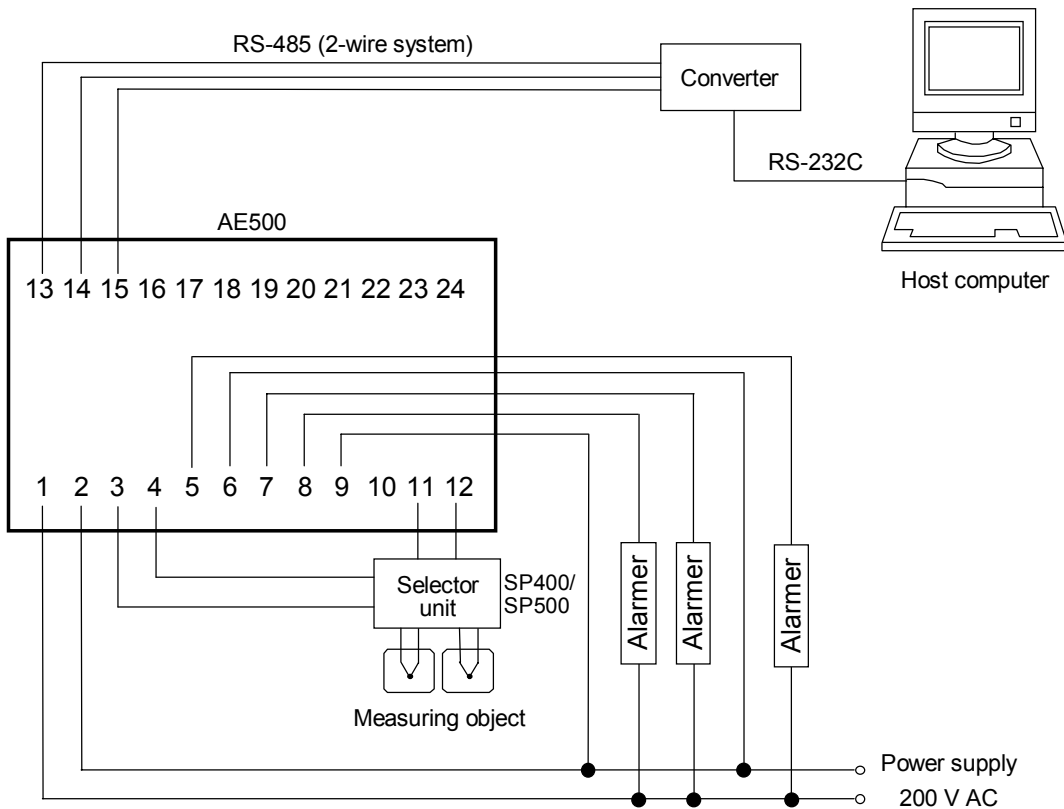 RS-485 (2-wire system)
Converter
RS-232C
Host computer
AE500
13 14 15 16 17 18 19 20 21 22 23 24
1 2 3 4 5 6 7 8 9 10 11 12
Selector
unit
SP400/
SP500
Alarmer
Alarmer
Alarmer
Measuring object
Power supply
200 V AC